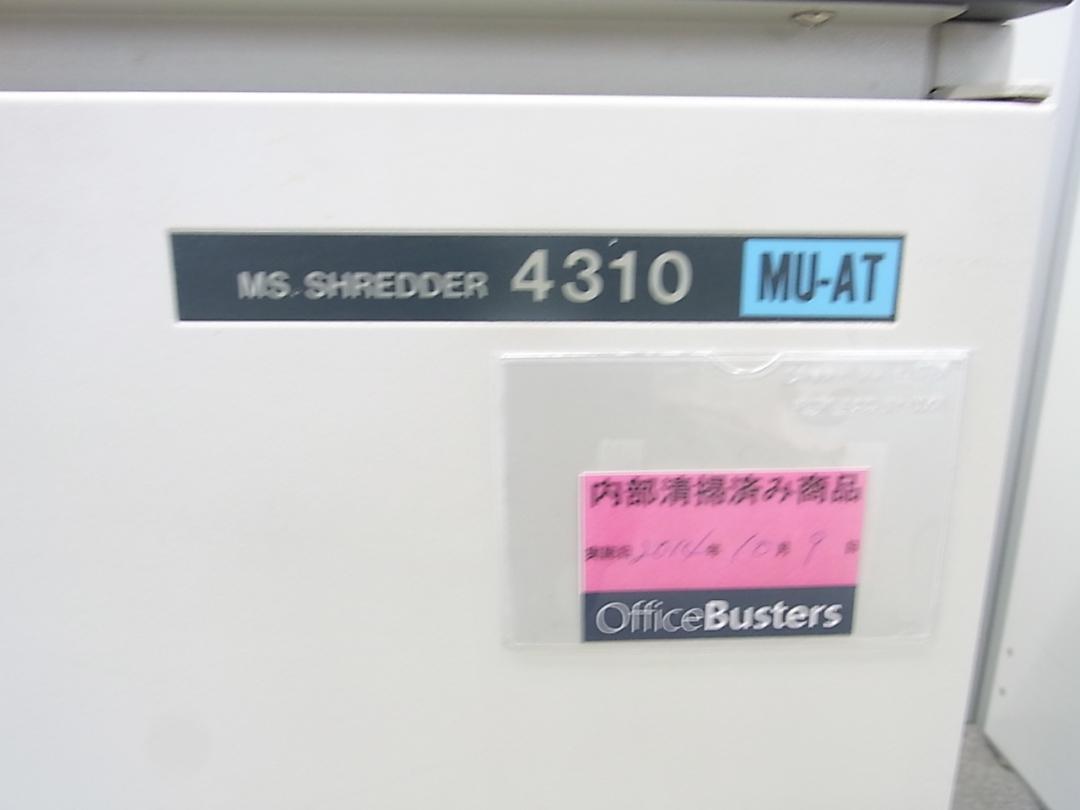 MS. SHREDDER 4310 MU-AT
内部清掃済み商品
2014年 10月 9日
OfficeBusters